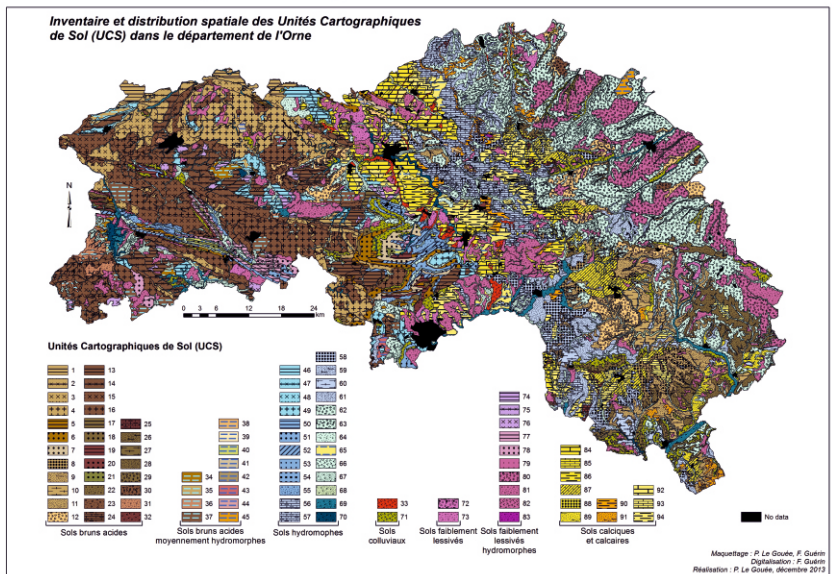 Inventaire et distribution spatiale des Unités Cartographiques
de Sol (UCS) dans le département de l'Orne
N
0 3 6 12 18 24
km
Unités Cartographiques de Sol (UCS)
58
1 13 46 59 74
2 14 47 60 75
3 15 48 61 76
4 16 38 49 62 77
5 17 25 39 50 63 78
6 18 26 40 51 64 79
7 19 27 41 52 65 80
8 20 28 42 53 66 81
9 21 29 43 54 67 82
10 22 30 44 55 68 83
11 23 31 45 56 69
12 24 32 57 70
34
35
36
37
33 72
71 73
84
85
86 92
87 93
88 90 94
89 91
No data
Sols bruns acides
Sols bruns acides
moyennement hydromorphes
Sols hydromophes
Sols
colluviaux
Sols faiblement
lessivés
Sols faiblement
lessivés
hydromorphes
Sols calciques
et calcaires
Maquettage : P. Le Gouée, F. Guérin
Digitalisation : F. Guérin
Réalisation : P. Le Gouée, décembre 2013